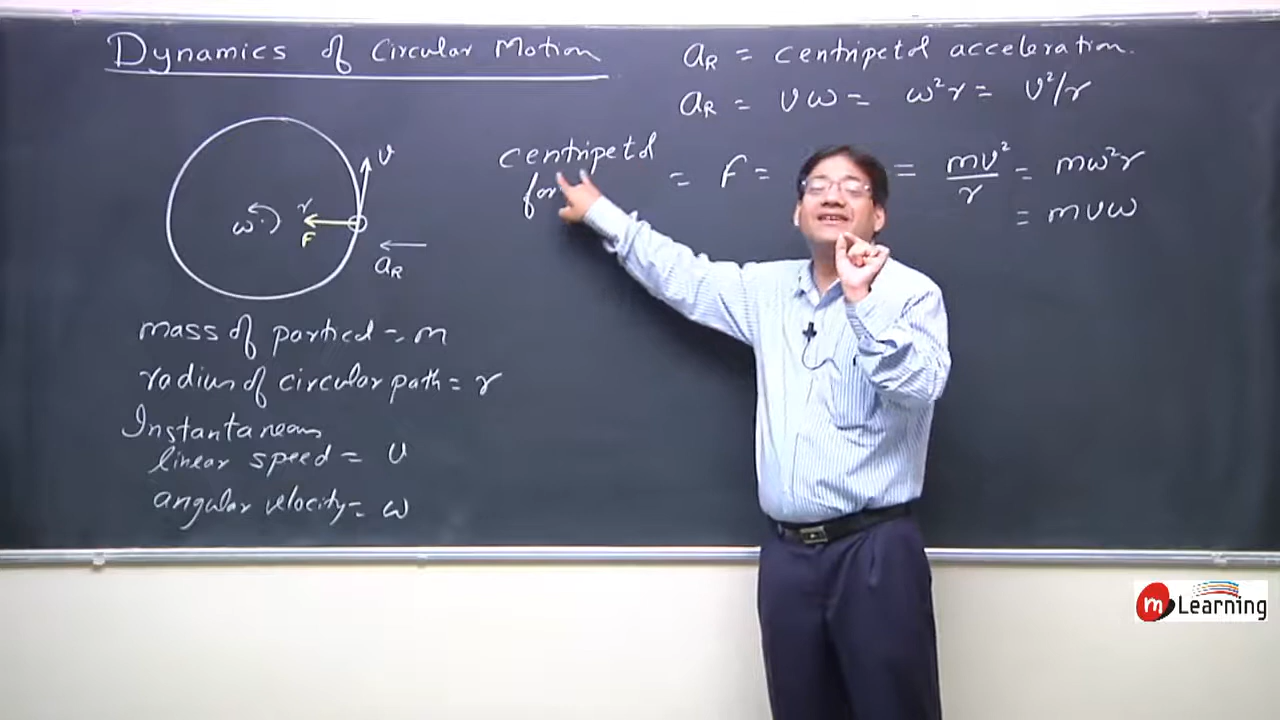 Dynamics of Circular Motion
aR = centripetal acceleration.
aR = vω = ω²r = v²/r
centripetal = F = = mv²/r = mω²r
= mvω
v
ω
r
F
aR
mass of particl = m
radius of circular path = r
Instantaneous
linear speed = v
angular velocity = ω
m Learning